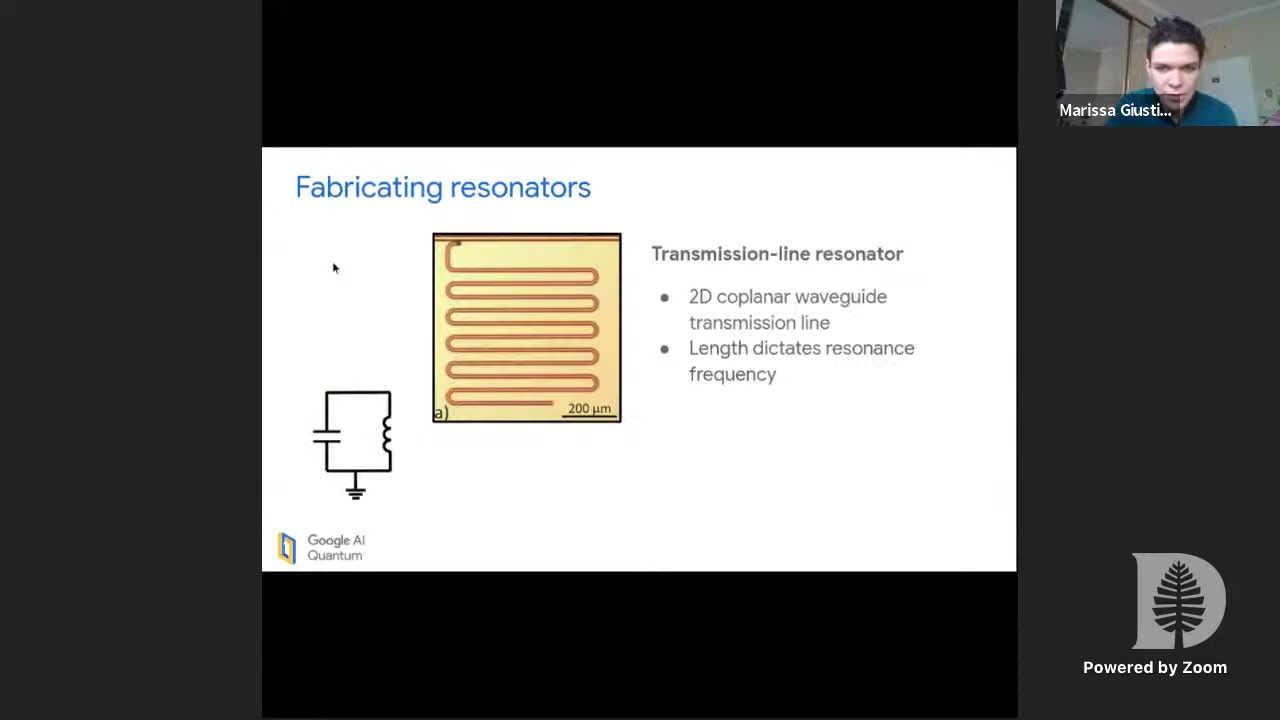 Marissa Giusti...
Fabricating resonators
Transmission-line resonator
● 2D coplanar waveguide
transmission line
● Length dictates resonance
frequency
a)
200 µm
Google AI
Quantum
D
Powered by Zoom